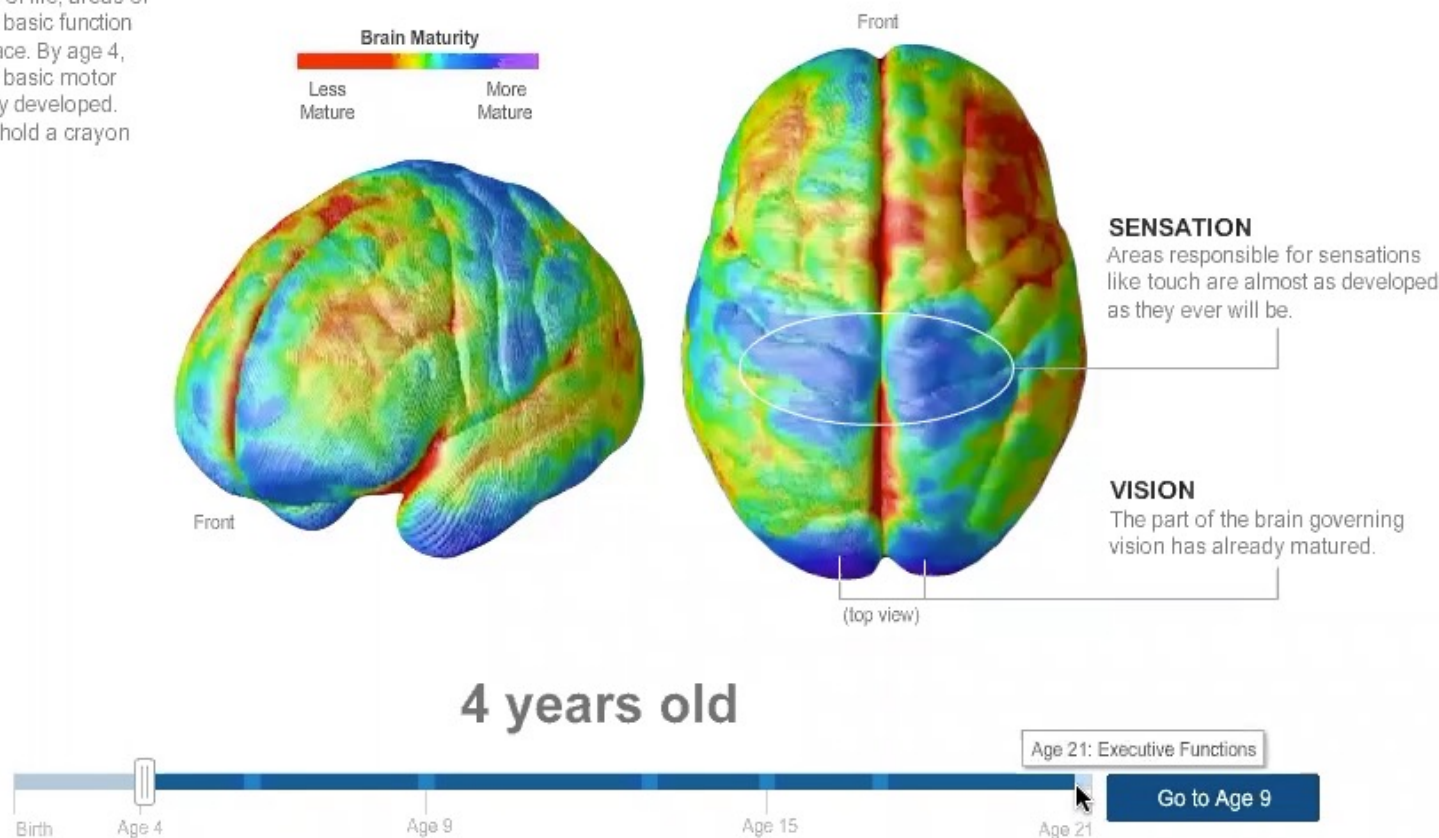 basic function
ace. By age 4,
basic motor
y developed.
hold a crayon
Brain Maturity
Less
Mature
More
Mature
Front
Front
SENSATION
Areas responsible for sensations
like touch are almost as developed
as they ever will be.
VISION
The part of the brain governing
vision has already matured.
(top view)
4 years old
Age 21: Executive Functions
Go to Age 9
Birth
Age 4
Age 9
Age 15
Age 21